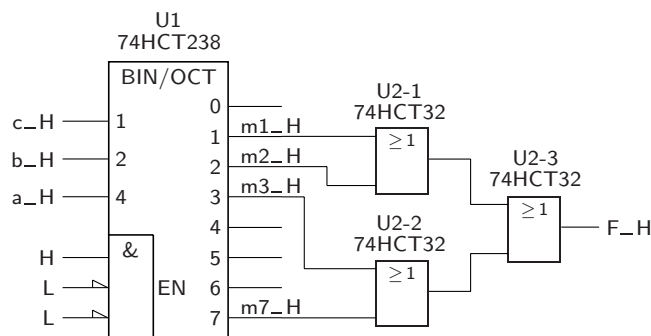 U1
74HCT238
BIN/OCT
c_H 1
b_H 2
a_H 4
H &
L
L
EN
0
1 m1_H
2 m2_H
3 m3_H
4
5
6
7 m7_H
U2-1
74HCT32
≥1
U2-2
74HCT32
≥1
U2-3
74HCT32
≥1
F_H